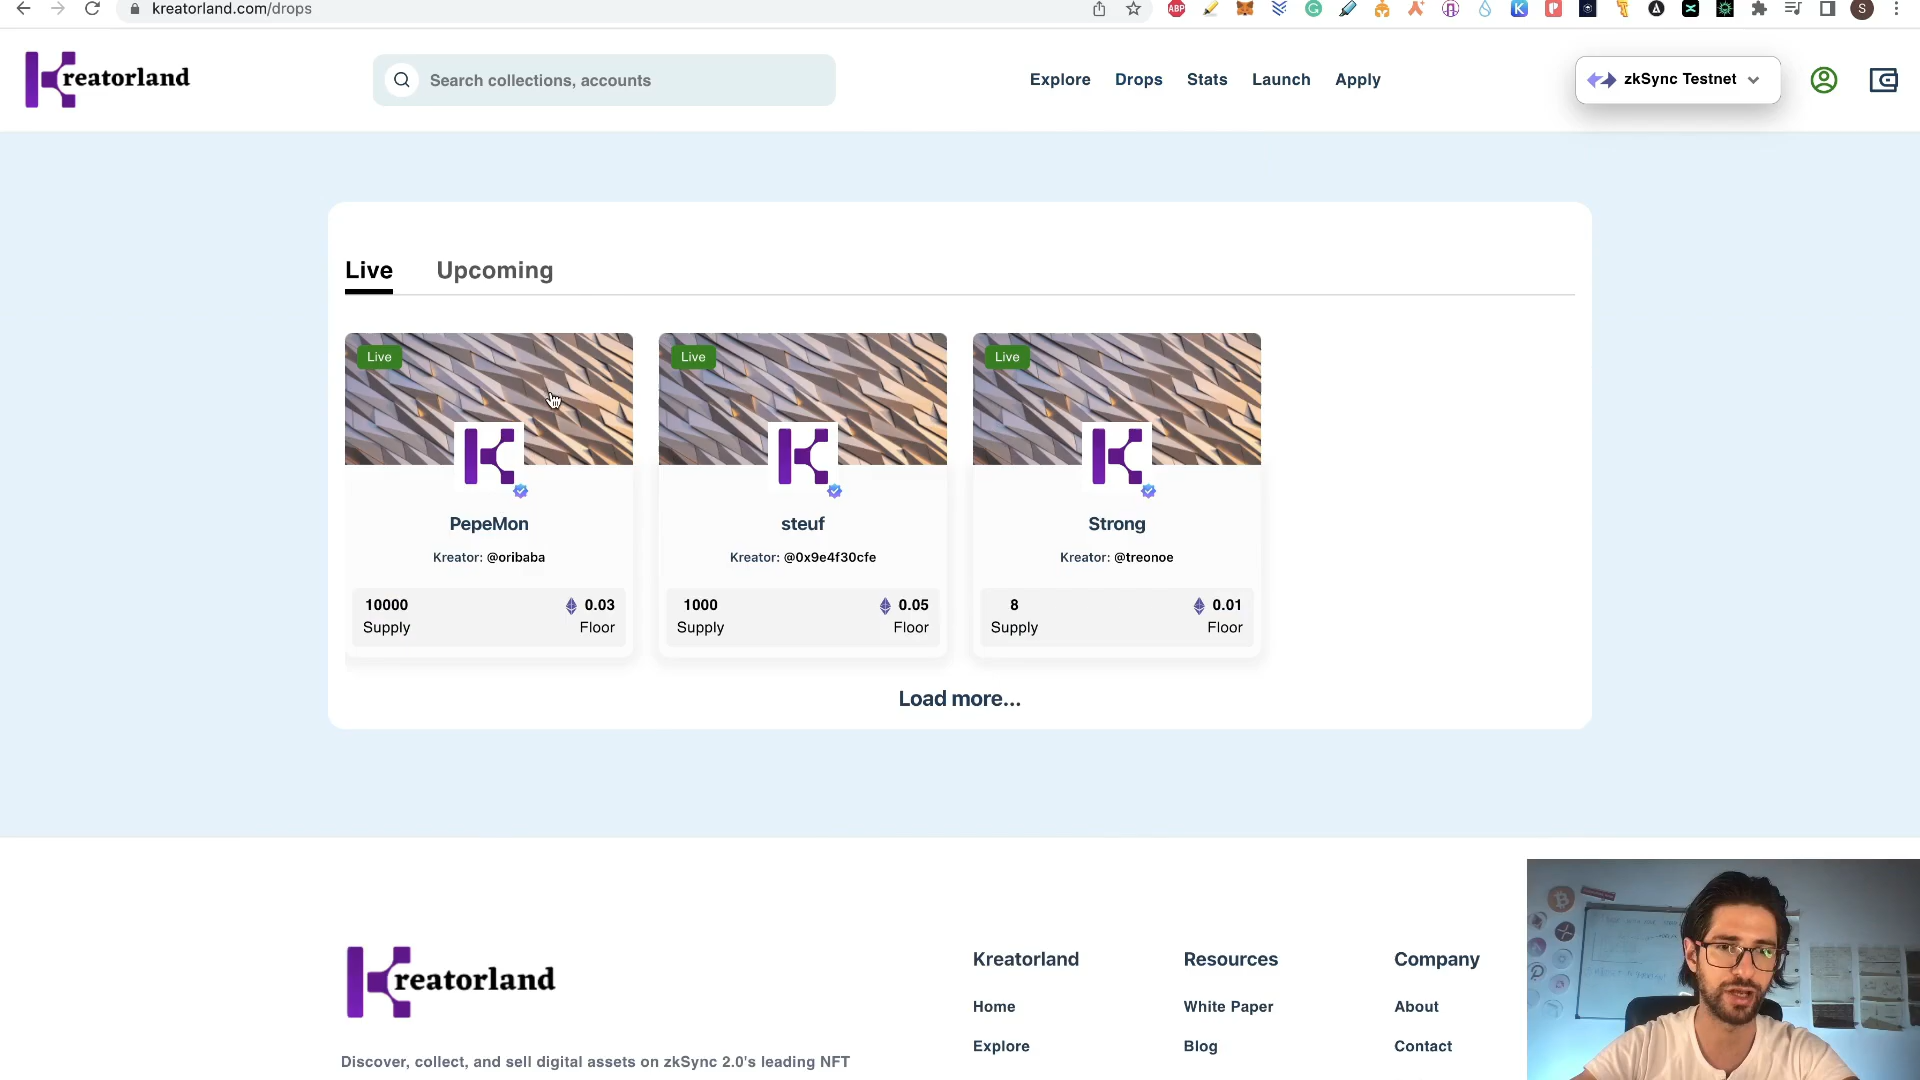 kreatorland.com/drops
ABP
S
Kreatorland
Search collections, accounts
Explore
Drops
Stats
Launch
Apply
zkSync Testnet
Live
Upcoming
Live
Live
Live
PepeMon
steuf
Strong
Kreator: @oribaba
Kreator: @0x9e4f30cfe
Kreator: @treonoe
10000
0.03
1000
0.05
8
0.01
Supply
Floor
Supply
Floor
Supply
Floor
Load more...
Kreatorland
Kreatorland
Resources
Company
Home
White Paper
About
Explore
Blog
Contact
Discover, collect, and sell digital assets on zkSync 2.0's leading NFT